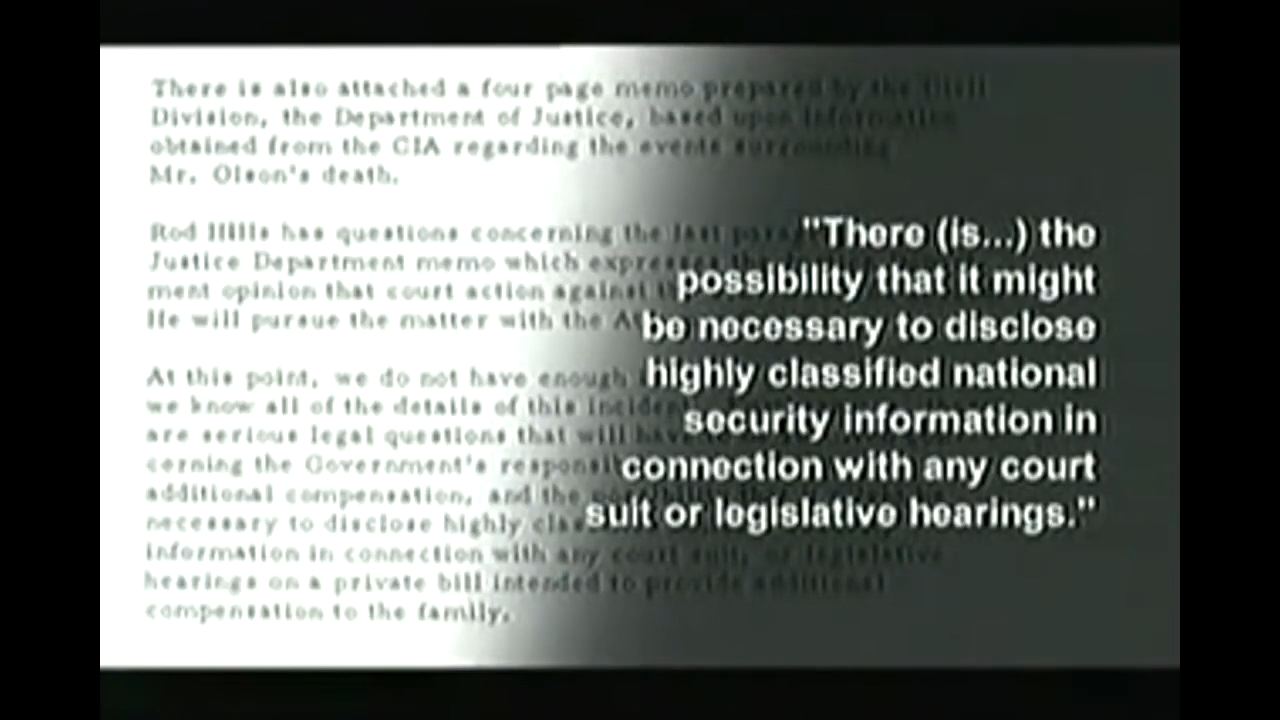 There is also attached a four page memo prepared by the Civil
Division, the Department of Justice, based upon information
obtained from the CIA regarding the events surrounding
Mr. Olson's death.
Rod Hills has questions concerning the last
Justice Department memo which
ment opinion that court action against
He will pursue the matter with the
At this point, we do not have enough
we know all of the details of this
are serious legal questions that will have
cerning the Government's
additional compensation, and the
necessary to disclose highly
information in connection with any court suit, or legislative
hearings on a private bill intended to provide additional
compensation to the family.
"There (is...) the
possibility that it might
be necessary to disclose
highly classified national
security information in
connection with any court
suit or legislative hearings."